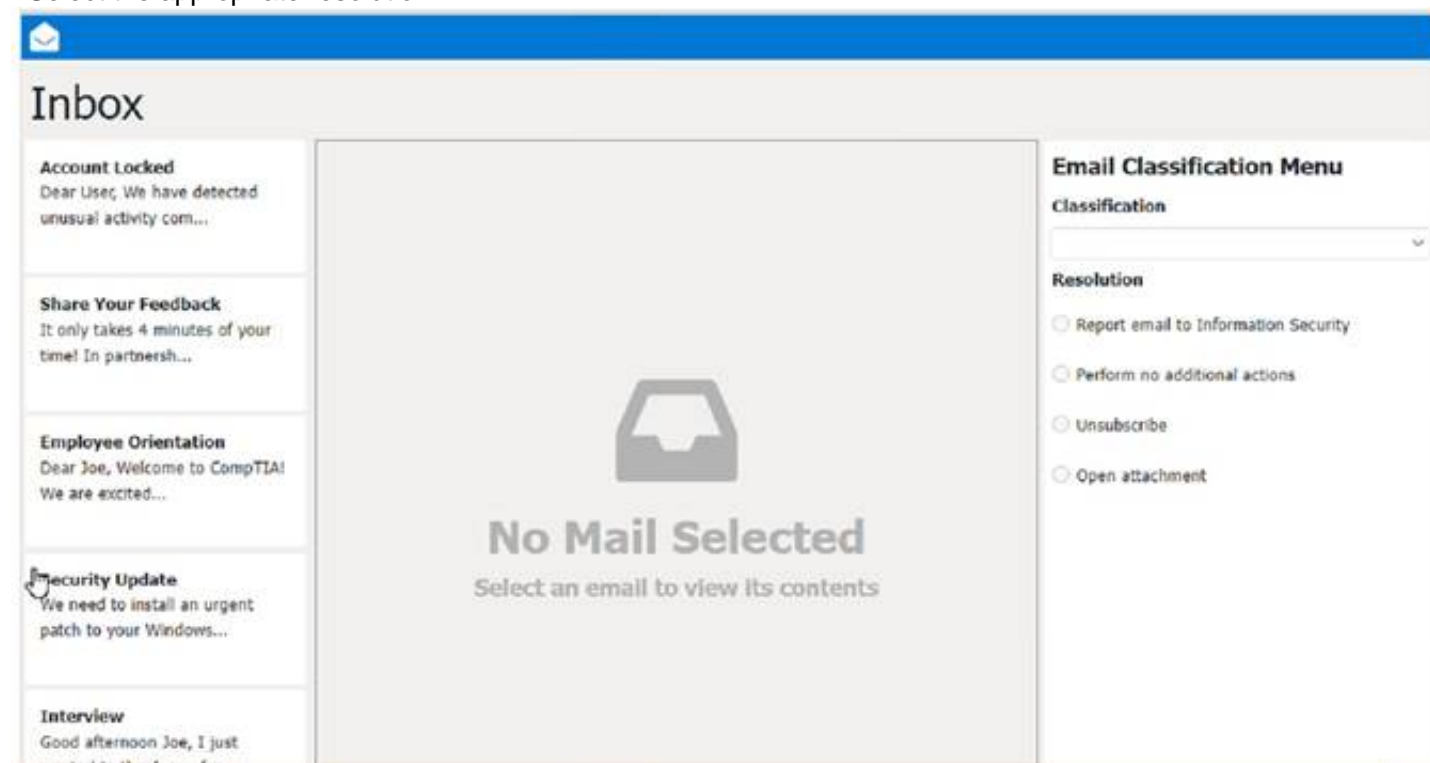 Inbox
Account Locked
Dear User, We have detected
unusual activity com...
Share Your Feedback
It only takes 4 minutes of your
time! In partnersh...
Employee Orientation
Dear Joe, Welcome to CompTIA!
We are excited...
Security Update
We need to install an urgent
patch to your Windows...
Interview
Good afternoon Joe, I just
No Mail Selected
Select an email to view its contents
Email Classification Menu
Classification
Resolution
Report email to Information Security
Perform no additional actions
Unsubscribe
Open attachment